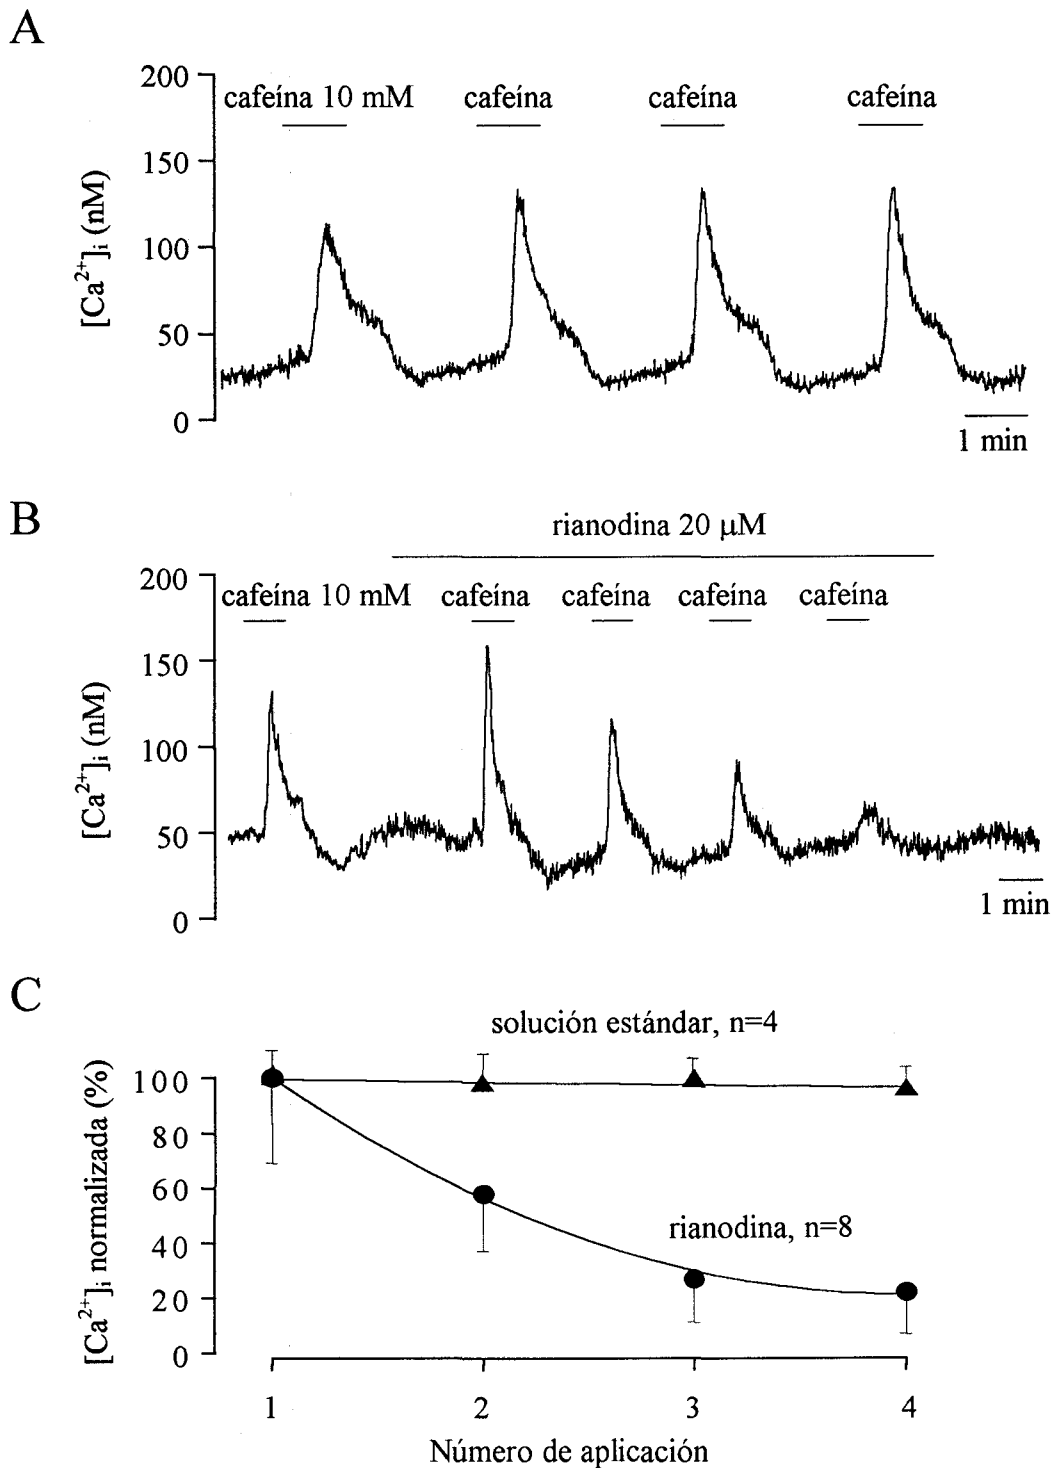 A
200
cafeína 10 mM cafeína cafeína cafeína
150
100
50
0
[Ca²⁺]ᵢ (nM)
1 min
B
rianodina 20 µM
200
cafeína 10 mM cafeína cafeína cafeína cafeína
150
100
50
0
[Ca²⁺]ᵢ (nM)
1 min
C
solución estándar, n=4
100
80
60
40
20
0
[Ca²⁺]ᵢ normalizada (%)
rianodina, n=8
1 2 3 4
Número de aplicación